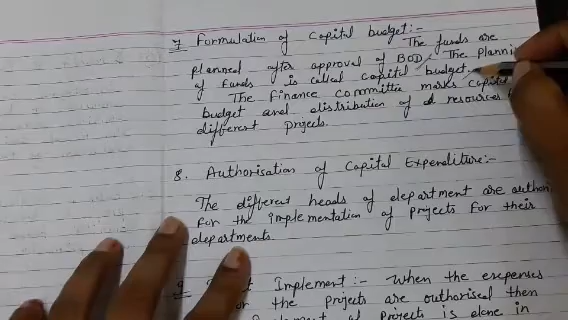 7 Formulation of Capital budget:-
The funds are
planned after approval of BOD. The
of Funds is called capital budget.
The Finance committee marks
budget and distribution of resources
different projects.
8. Authorisation of Capital Expenditure:-
The different heads of department are
for the implementation of projects for their
departments.
9 Implement :- When the expenses
the projects are authorised then
of projects is done in